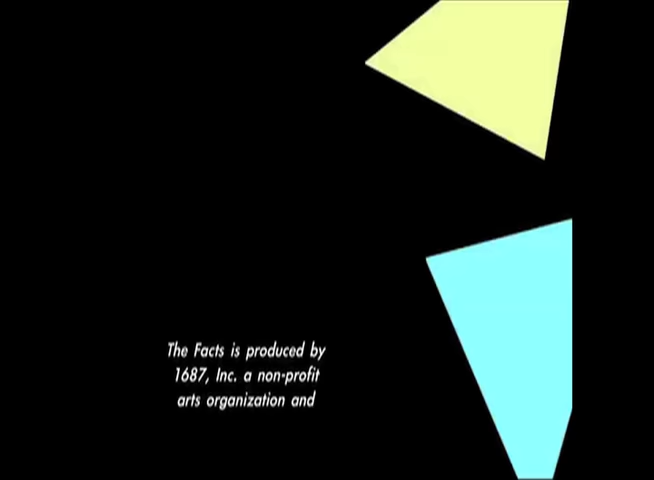 The Facts is produced by
1687, Inc. a non-profit
arts organization and